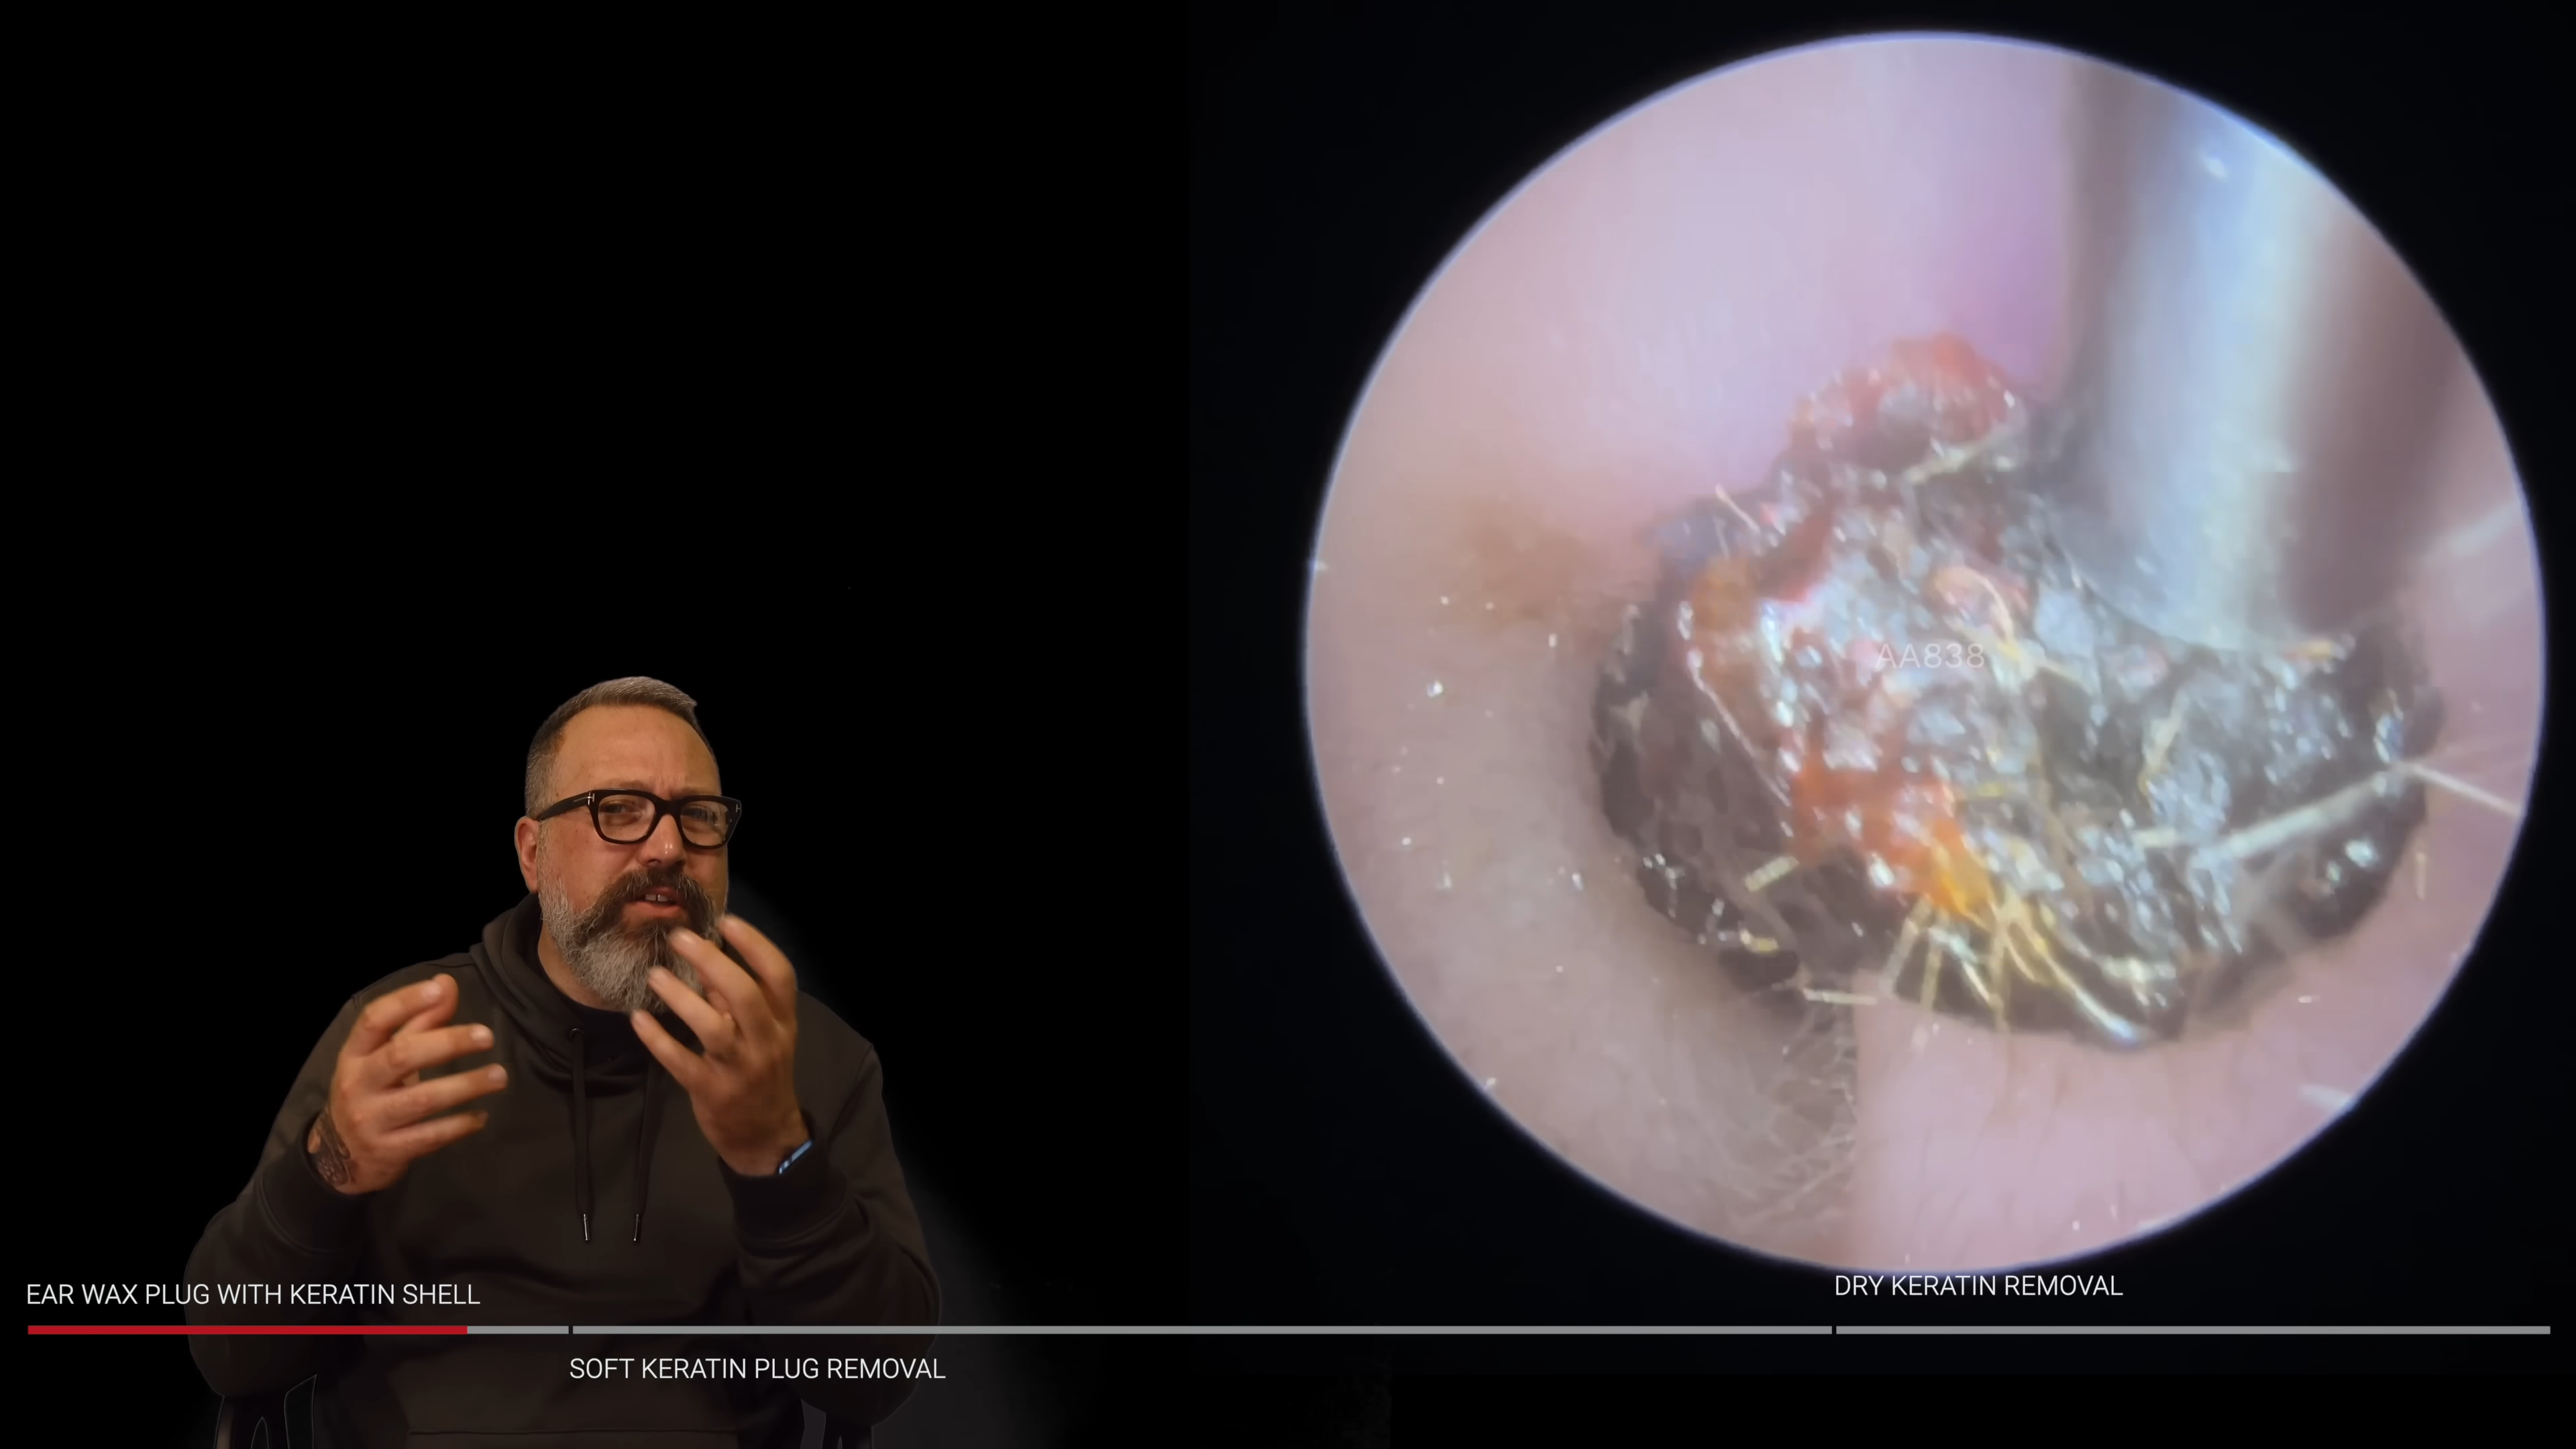 AA838
EAR WAX PLUG WITH KERATIN SHELL
DRY KERATIN REMOVAL
SOFT KERATIN PLUG REMOVAL